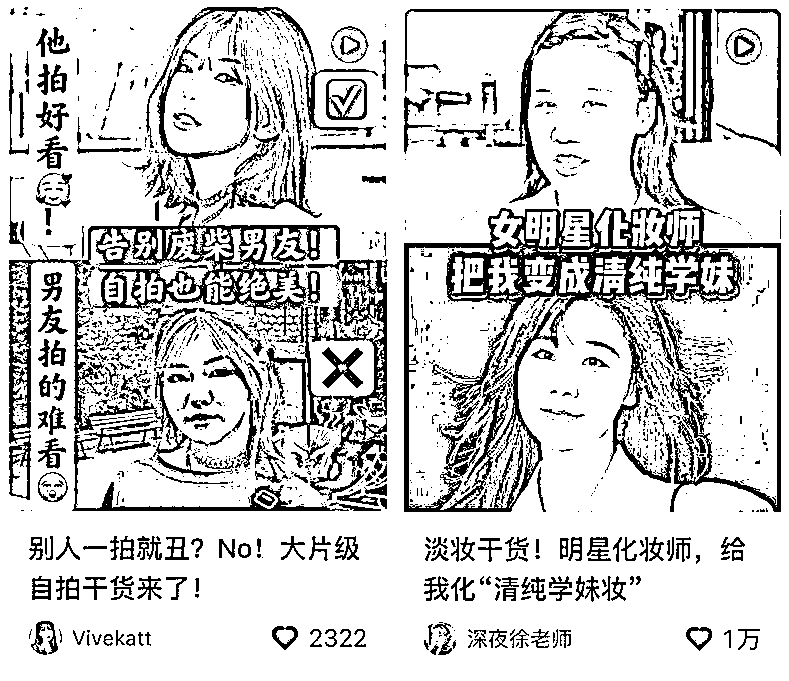 他拍好看!
告别废柴男友!
自拍也能绝美!
男友拍的难看
别人一拍就丑?No!大片级
自拍干货来了!
Vivekatt
2322
女明星化妆师
把我变成清纯学妹
淡妆干货!明星化妆师,给
我化“清纯学妹妆”
深夜徐老师
1万